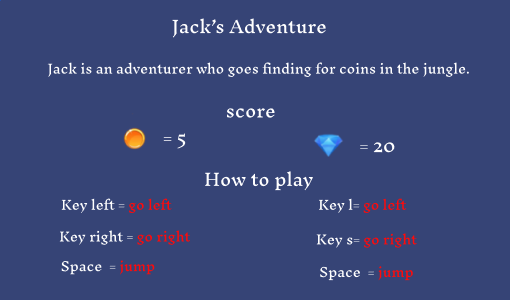 Jack's Adventure
Jack is an adventurer who goes finding for coins in the jungle.
score
= 5
= 20
How to play
Key left = go left
Key right = go right
Space = jump
Key l= go left
Key s= go right
Space = jump